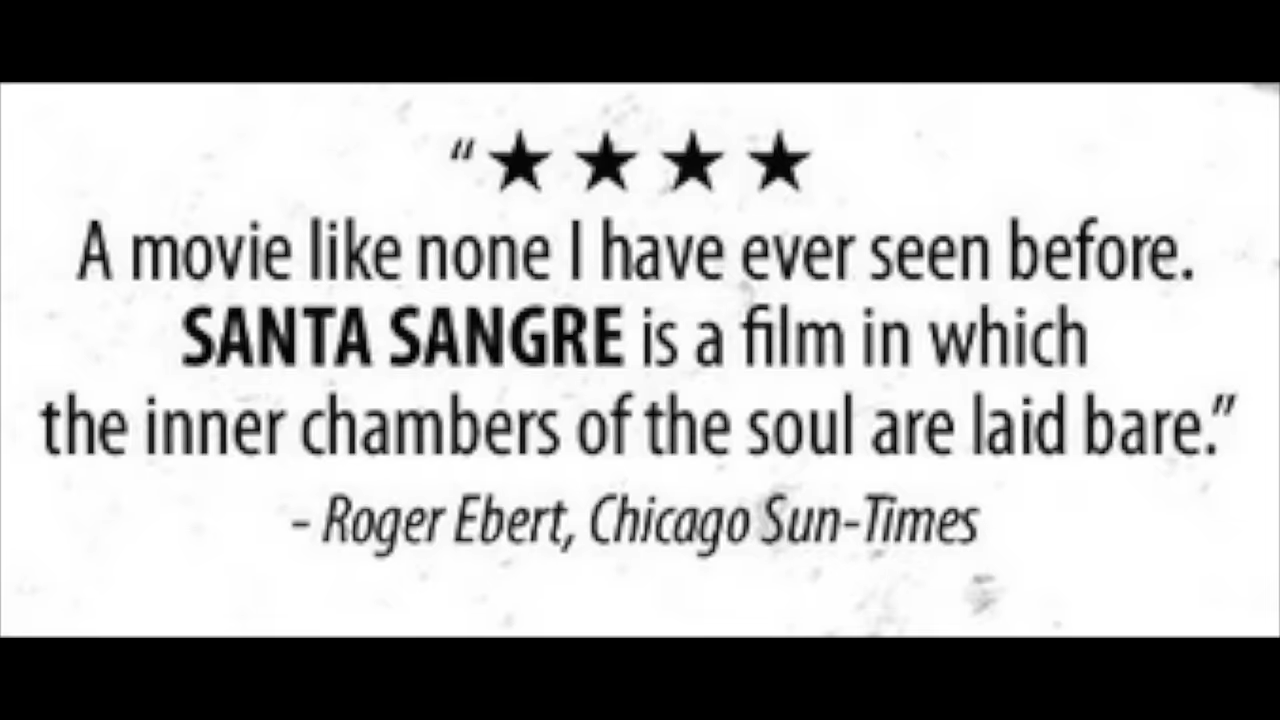 “★ ★ ★ ★
A movie like none I have ever seen before.
SANTA SANGRE is a film in which
the inner chambers of the soul are laid bare.”
- Roger Ebert, Chicago Sun-Times